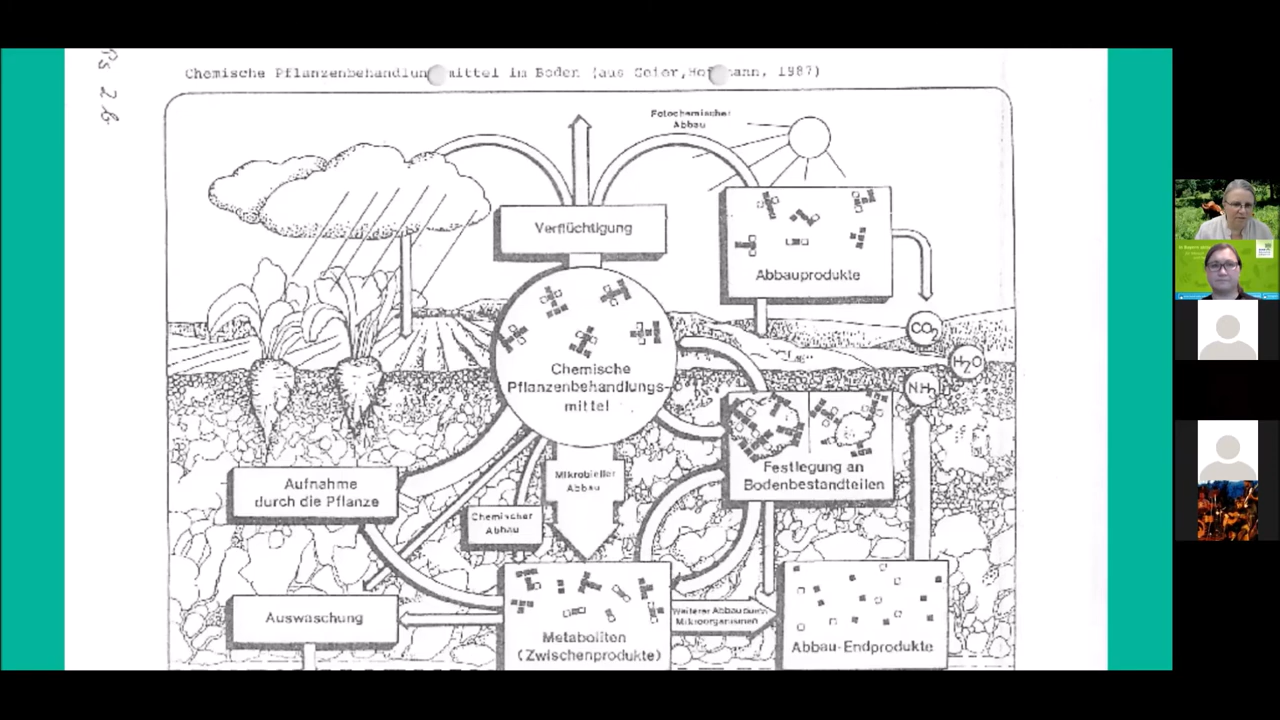 Chemische Pflanzenbehandlun mittel im Boden (aus Geier, Ho mann, 1987)
Fotochemischer
Abbau
Verflüchtigung
Abbauprodukte
CO₂
H₂O
NH₃
Chemische
Pflanzenbehandlungs-
mittel
Festlegung an
Bodenbestandteilen
Aufnahme
durch die Pflanze
Mikrobieller
Abbau
Chemischer
Abbau
Auswaschung
Metaboliten
(Zwischenprodukte)
Weiterer Abbau durch
Mikroorganismen
Abbau-Endprodukte